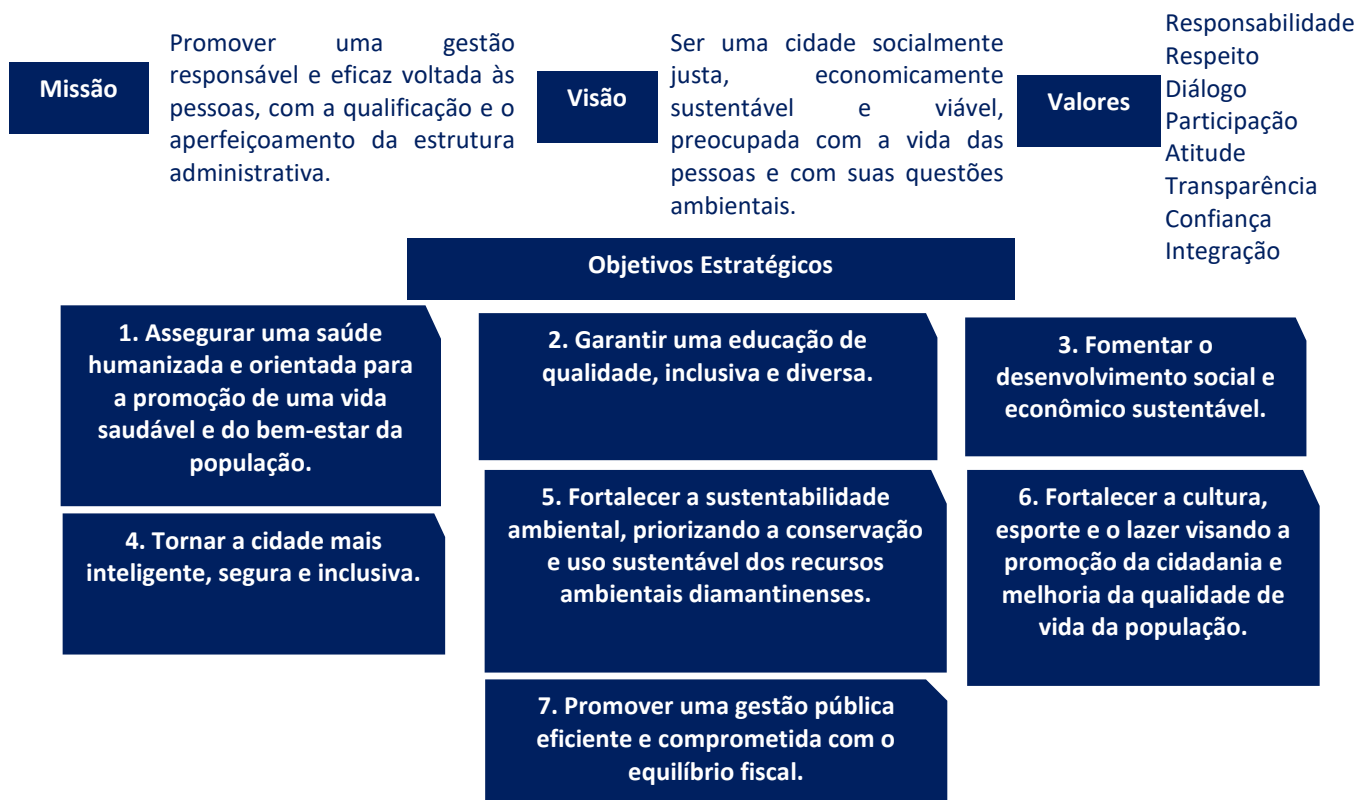 Missão
Promover uma gestão
responsável e eficaz voltada às
pessoas, com a qualificação e o
aperfeiçoamento da estrutura
administrativa.
Visão
Ser uma cidade socialmente
justa, economicamente
sustentável e viável,
preocupada com a vida das
pessoas e com suas questões
ambientais.
Valores
Responsabilidade
Respeito
Diálogo
Participação
Atitude
Transparência
Confiança
Integração
Objetivos Estratégicos
1. Assegurar uma saúde
humanizada e orientada para
a promoção de uma vida
saudável e do bem-estar da
população.
2. Garantir uma educação de
qualidade, inclusiva e diversa.
3. Fomentar o
desenvolvimento social e
econômico sustentável.
4. Tornar a cidade mais
inteligente, segura e inclusiva.
5. Fortalecer a sustentabilidade
ambiental, priorizando a conservação
e uso sustentável dos recursos
ambientais diamantinenses.
6. Fortalecer a cultura,
esporte e o lazer visando a
promoção da cidadania e
melhoria da qualidade de
vida da população.
7. Promover uma gestão pública
eficiente e comprometida com o
equilíbrio fiscal.